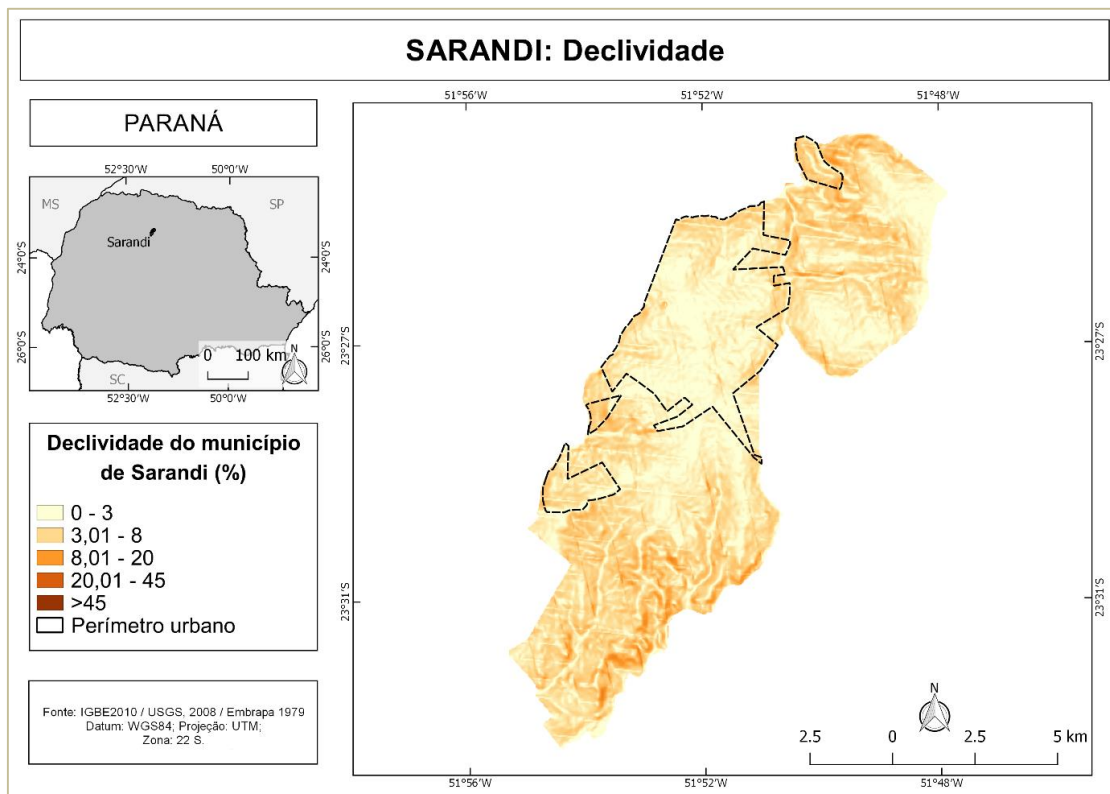 SARANDI: Declividade
PARANÁ
52°30'W
50°0'W
MS
SP
Sarandi
24°0'S
24°0'S
26°0'S
26°0'S
0 100 km
N
SC
52°30'W
50°0'W
Declividade do município
de Sarandi (%)
0 - 3
3,01 - 8
8,01 - 20
20,01 - 45
>45
Perímetro urbano
Fonte: IGBE2010 / USGS, 2008 / Embrapa 1979
Datum: WGS84; Projeção: UTM;
Zona: 22 S.
51°56'W
51°52'W
51°48'W
23°27'S
23°27'S
23°31'S
23°31'S
N
2.5 0 2.5 5 km
51°56'W
51°52'W
51°48'W